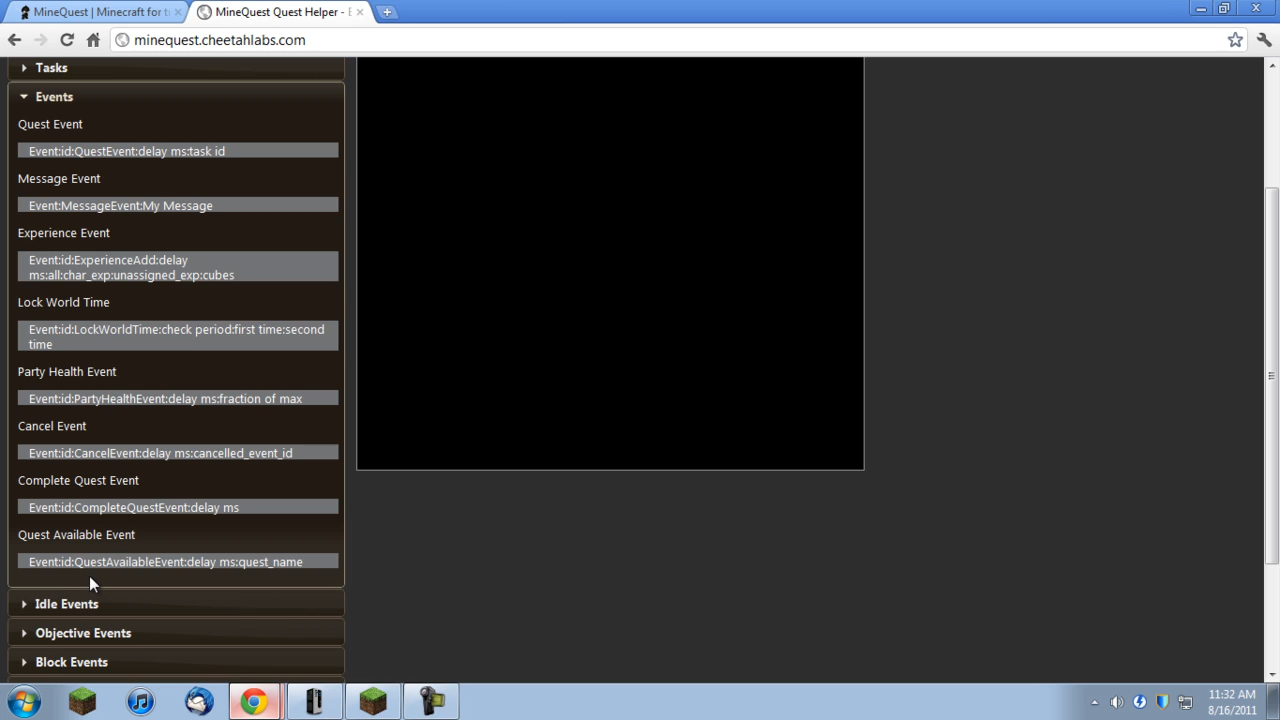 MineQuest | Minecraft for t
MineQuest Quest Helper - E
minequest.cheetahlabs.com
Tasks
Events
Quest Event
Event:id:QuestEvent:delay ms:task id
Message Event
Event:MessageEvent:My Message
Experience Event
Event:id:ExperienceAdd:delay
ms:all:char_exp:unassigned_exp:cubes
Lock World Time
Event:id:LockWorldTime:check period:first time:second
time
Party Health Event
Event:id:PartyHealthEvent:delay ms:fraction of max
Cancel Event
Event:id:CancelEvent:delay ms:cancelled_event_id
Complete Quest Event
Event:id:CompleteQuestEvent:delay ms
Quest Available Event
Event:id:QuestAvailableEvent:delay ms:quest_name
Idle Events
Objective Events
Block Events
11:32 AM
8/16/2011